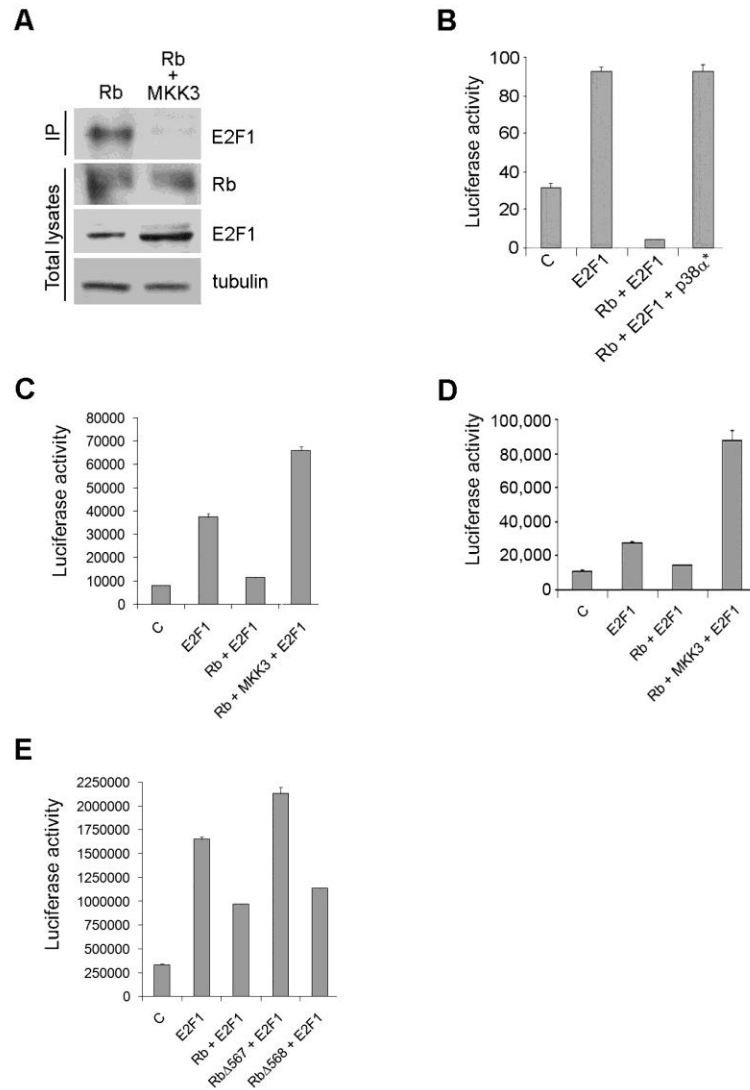 A
Rb
Rb
+
MKK3
IP
E2F1
Total lysates
Rb
E2F1
tubulin
B
Luciferase activity
100
80
60
40
20
0
C
E2F1
Rb + E2F1
Rb + E2F1 + p38α*
C
Luciferase activity
80000
70000
60000
50000
40000
30000
20000
10000
0
C
E2F1
Rb + E2F1
Rb + MKK3 + E2F1
D
Luciferase activity
100,000
80,000
60,000
40,000
20,000
0
C
E2F1
Rb + E2F1
Rb + MKK3 + E2F1
E
Luciferase activity
2250000
2000000
1750000
1500000
1250000
1000000
750000
500000
250000
0
C
E2F1
Rb + E2F1
RbΔ567 + E2F1
RbΔ568 + E2F1